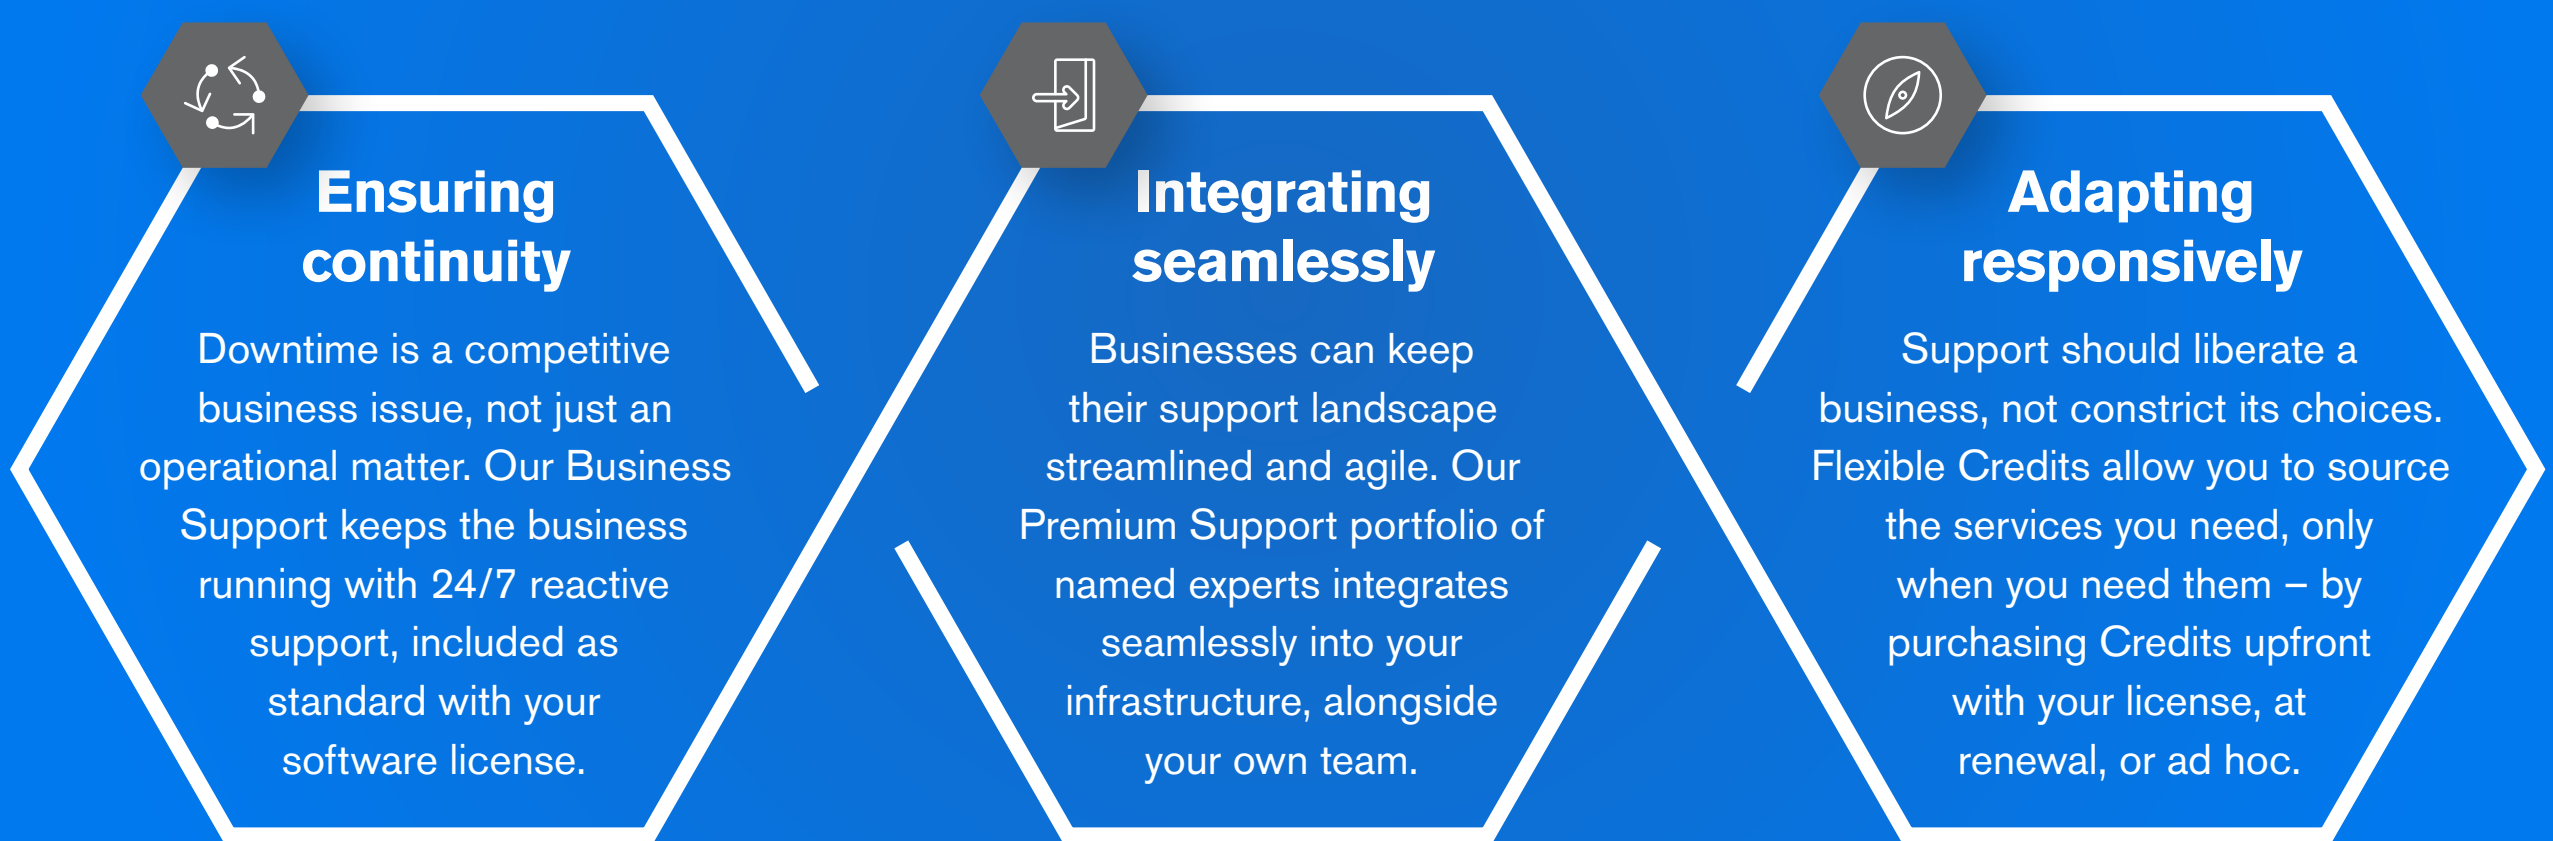 Ensuring
continuity
Downtime is a competitive
business issue, not just an
operational matter. Our Business
Support keeps the business
running with 24/7 reactive
support, included as
standard with your
software license.
Integrating
seamlessly
Businesses can keep
their support landscape
streamlined and agile. Our
Premium Support portfolio of
named experts integrates
seamlessly into your
infrastructure, alongside
your own team.
Adapting
responsively
Support should liberate a
business, not constrict its choices.
Flexible Credits allow you to source
the services you need, only
when you need them – by
purchasing Credits upfront
with your license, at
renewal, or ad hoc.